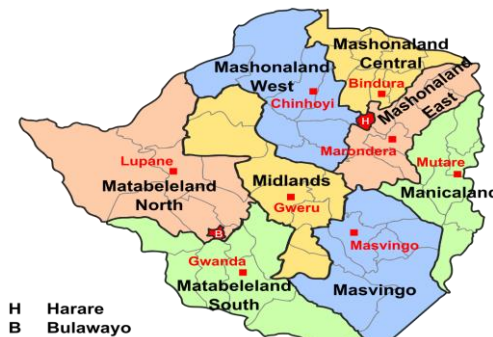 Mashonaland
Central
Bindura
Mashonaland
West
Chinhoyi
Mashonaland
East
H
Marondera
Lupane
Matabeleland
North
Midlands
Gweru
Mutare
Manicaland
B
Masvingo
Gwanda
Matabeleland
South
Masvingo
H Harare
B Bulawayo